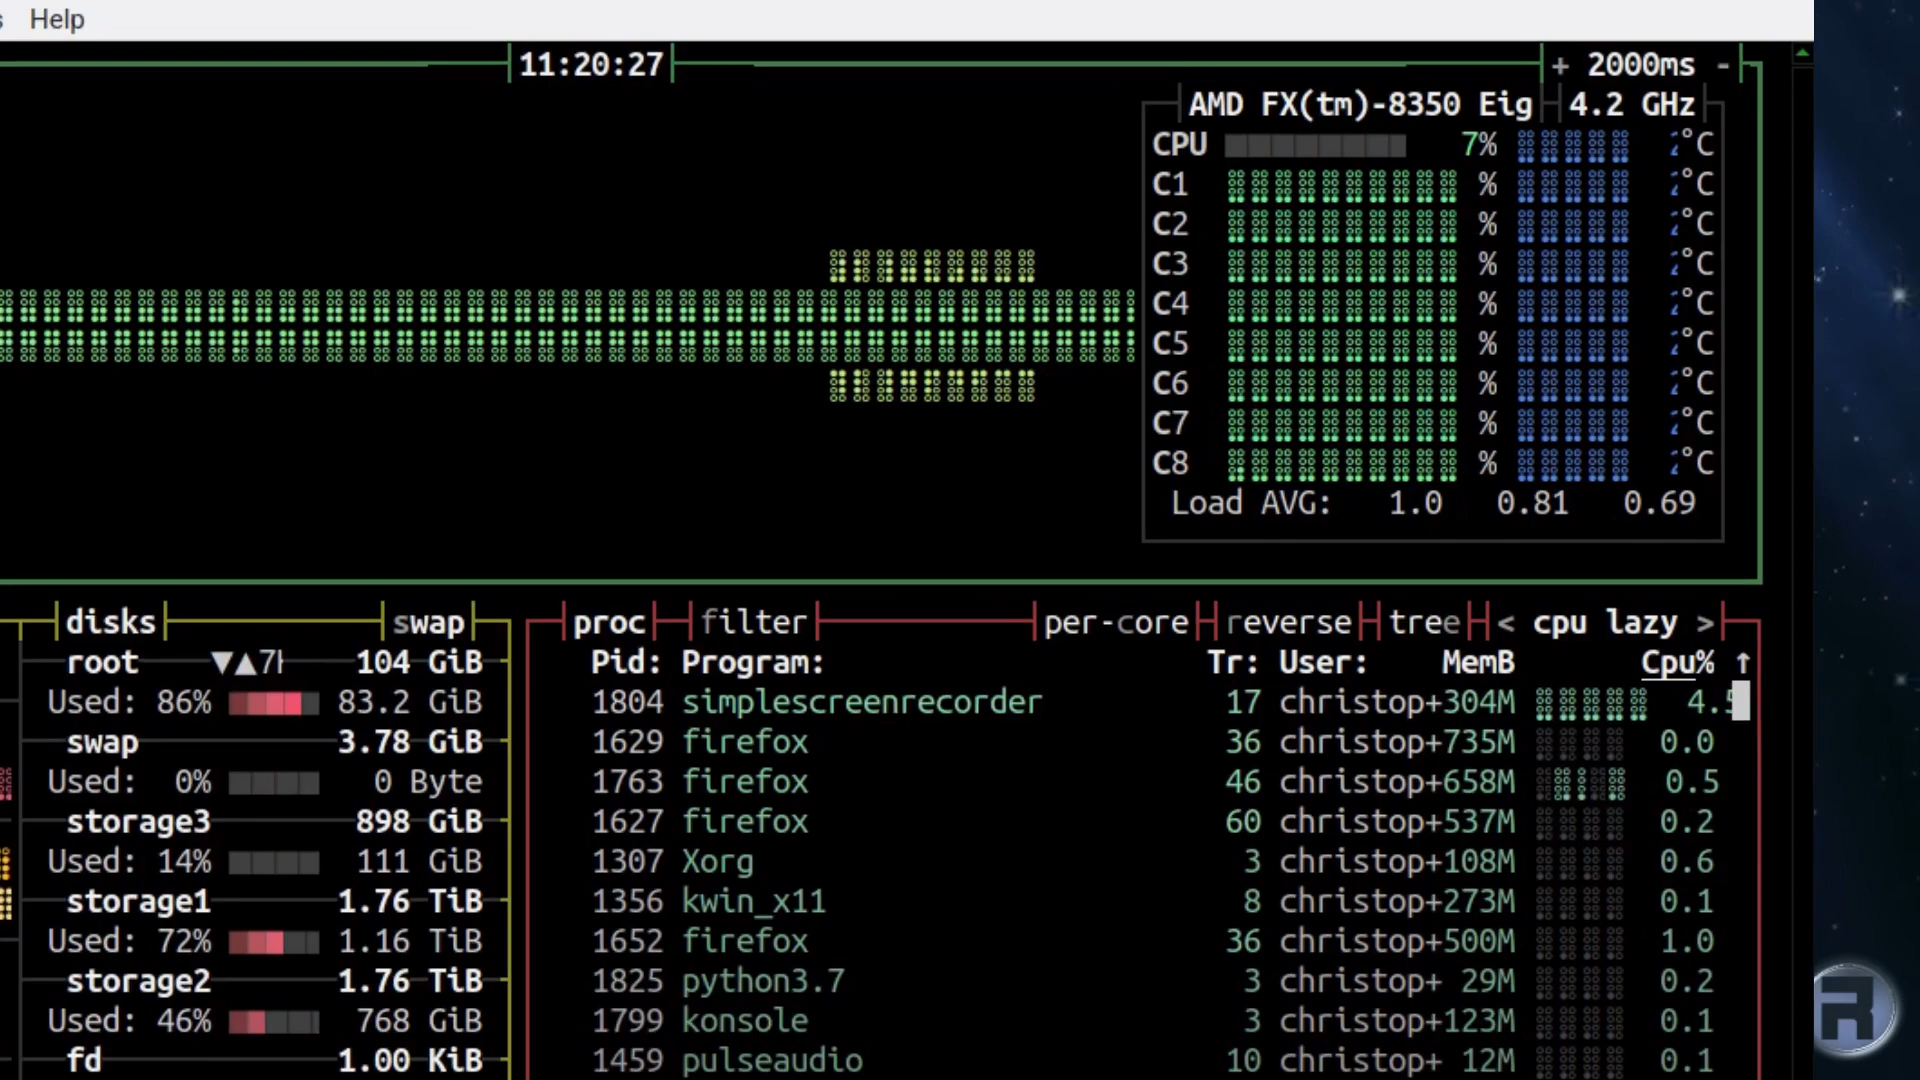 Help
11:20:27
+ 2000ms -
AMD FX(tm)-8350 Eig 4.2 GHz
CPU 7% °C
C1 % °C
C2 % °C
C3 % °C
C4 % °C
C5 % °C
C6 % °C
C7 % °C
C8 % °C
Load AVG: 1.0 0.81 0.69
disks swap
root ▼▲ 104 GiB
Used: 86% 83.2 GiB
swap 3.78 GiB
Used: 0% 0 Byte
storage3 898 GiB
Used: 14% 111 GiB
storage1 1.76 TiB
Used: 72% 1.16 TiB
storage2 1.76 TiB
Used: 46% 768 GiB
fd 1.00 KiB
proc filter per-core reverse tree < cpu lazy >
Pid: Program: Tr: User: MemB Cpu% ↑
1804 simplescreenrecorder 17 christop+304M 4.5
1629 firefox 36 christop+735M 0.0
1763 firefox 46 christop+658M 0.5
1627 firefox 60 christop+537M 0.2
1307 Xorg 3 christop+108M 0.6
1356 kwin_x11 8 christop+273M 0.1
1652 firefox 36 christop+500M 1.0
1825 python3.7 3 christop+ 29M 0.2
1799 konsole 3 christop+123M 0.1
1459 pulseaudio 10 christop+ 12M 0.1
R